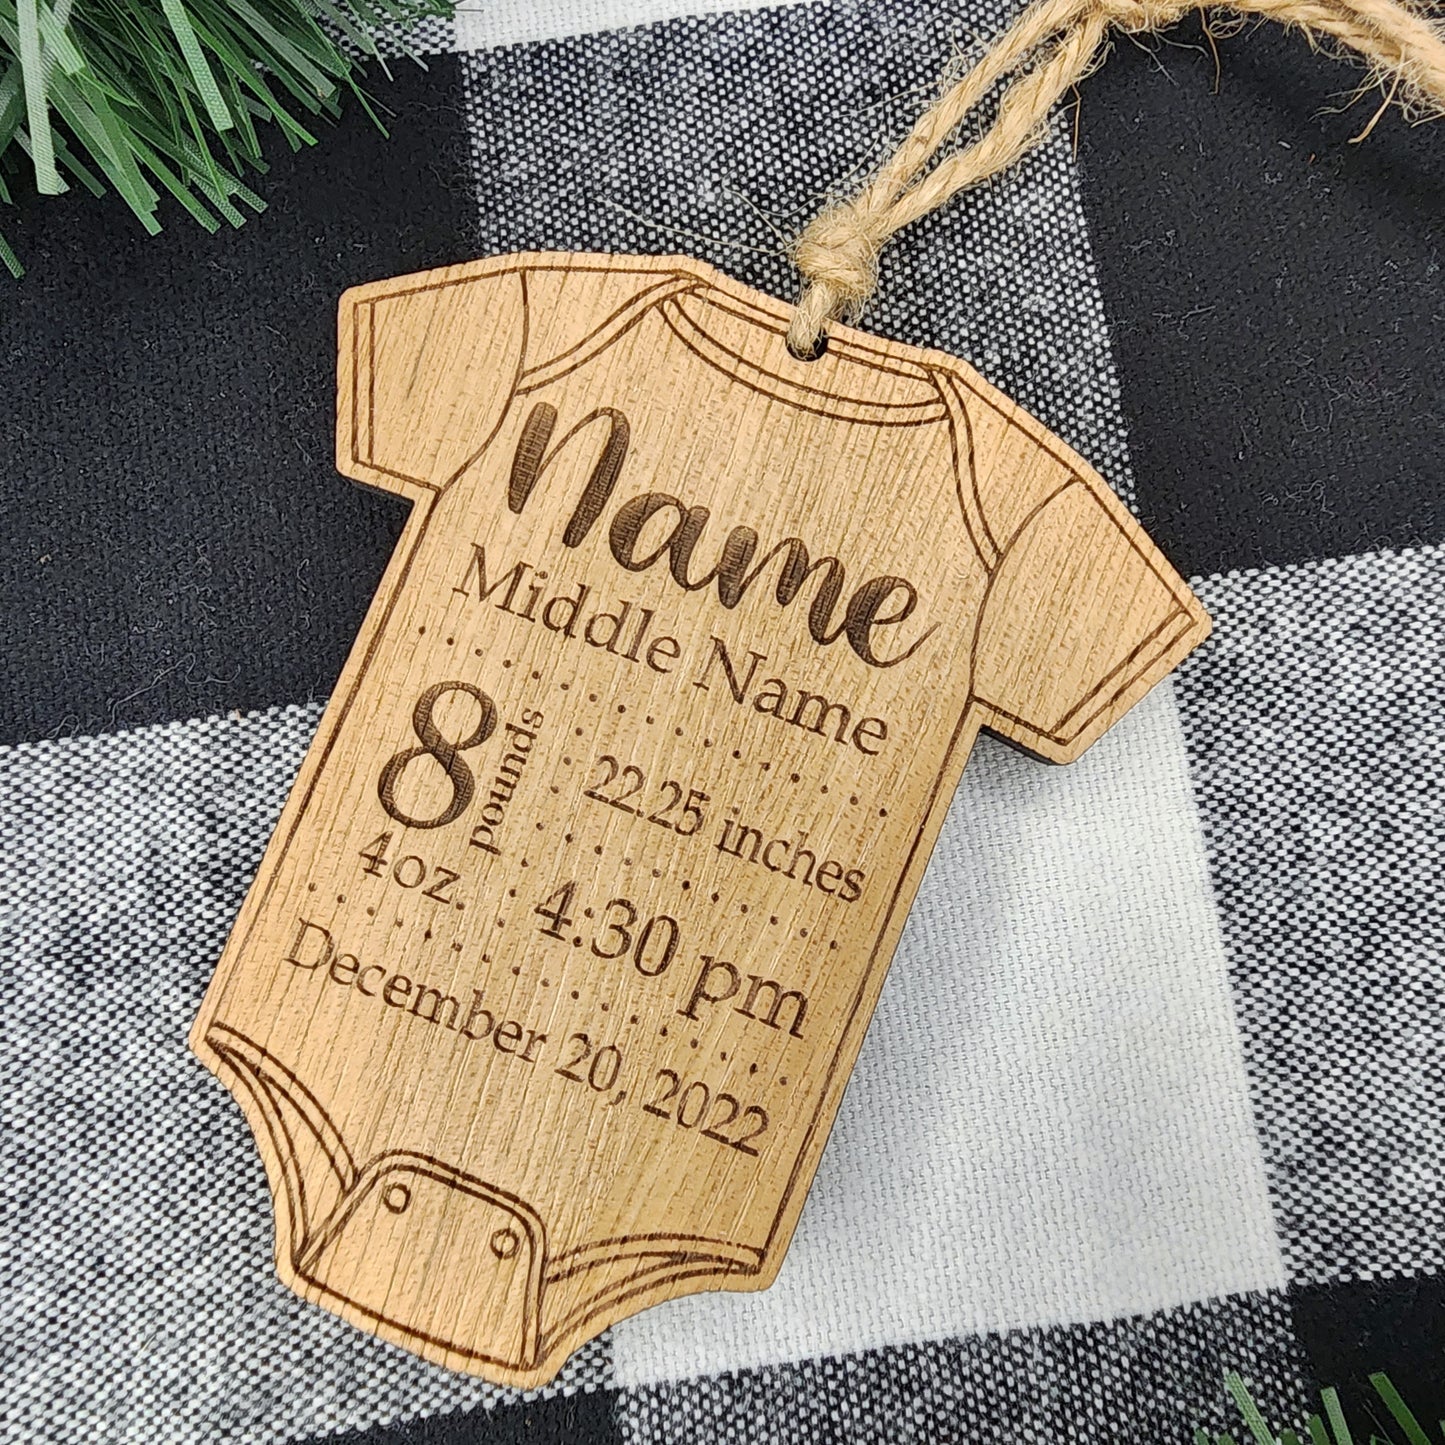 Name
Middle Name
8 pounds
4oz
22.25 inches
4:30 pm
December 20, 2022